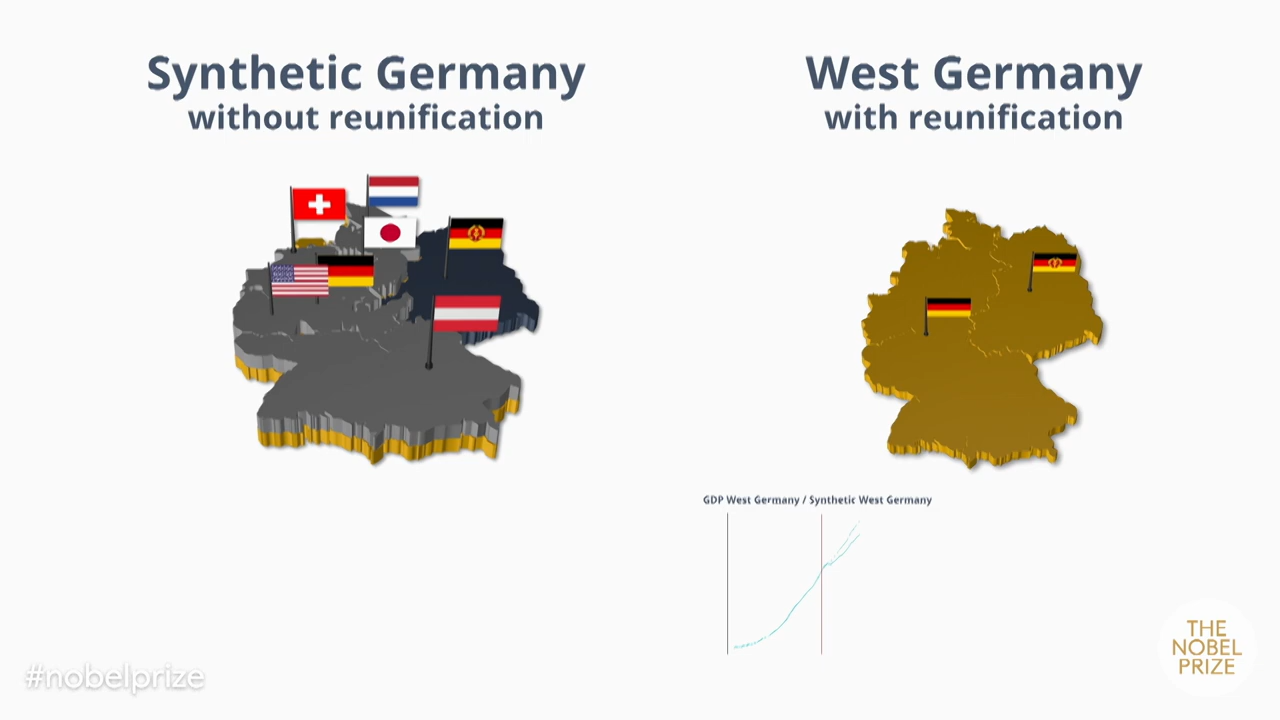 Synthetic Germany
without reunification
West Germany
with reunification
GDP West Germany / Synthetic West Germany
#nobelprize
THE
NOBEL
PRIZE